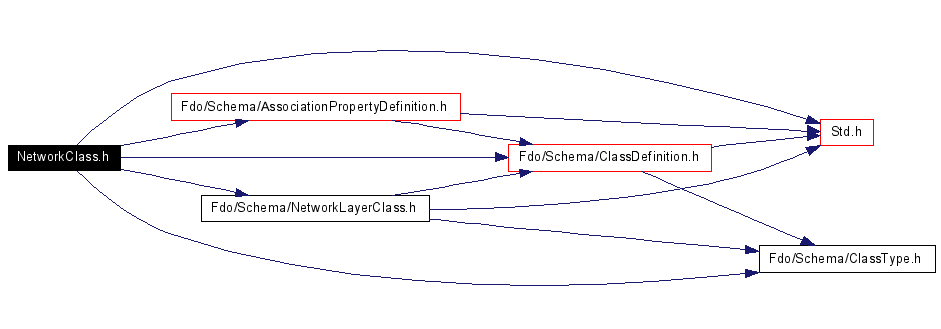 Fdo/Schema/AssociationPropertyDefinition.h
Std.h
NetworkClass.h
Fdo/Schema/ClassDefinition.h
Fdo/Schema/NetworkLayerClass.h
Fdo/Schema/ClassType.h